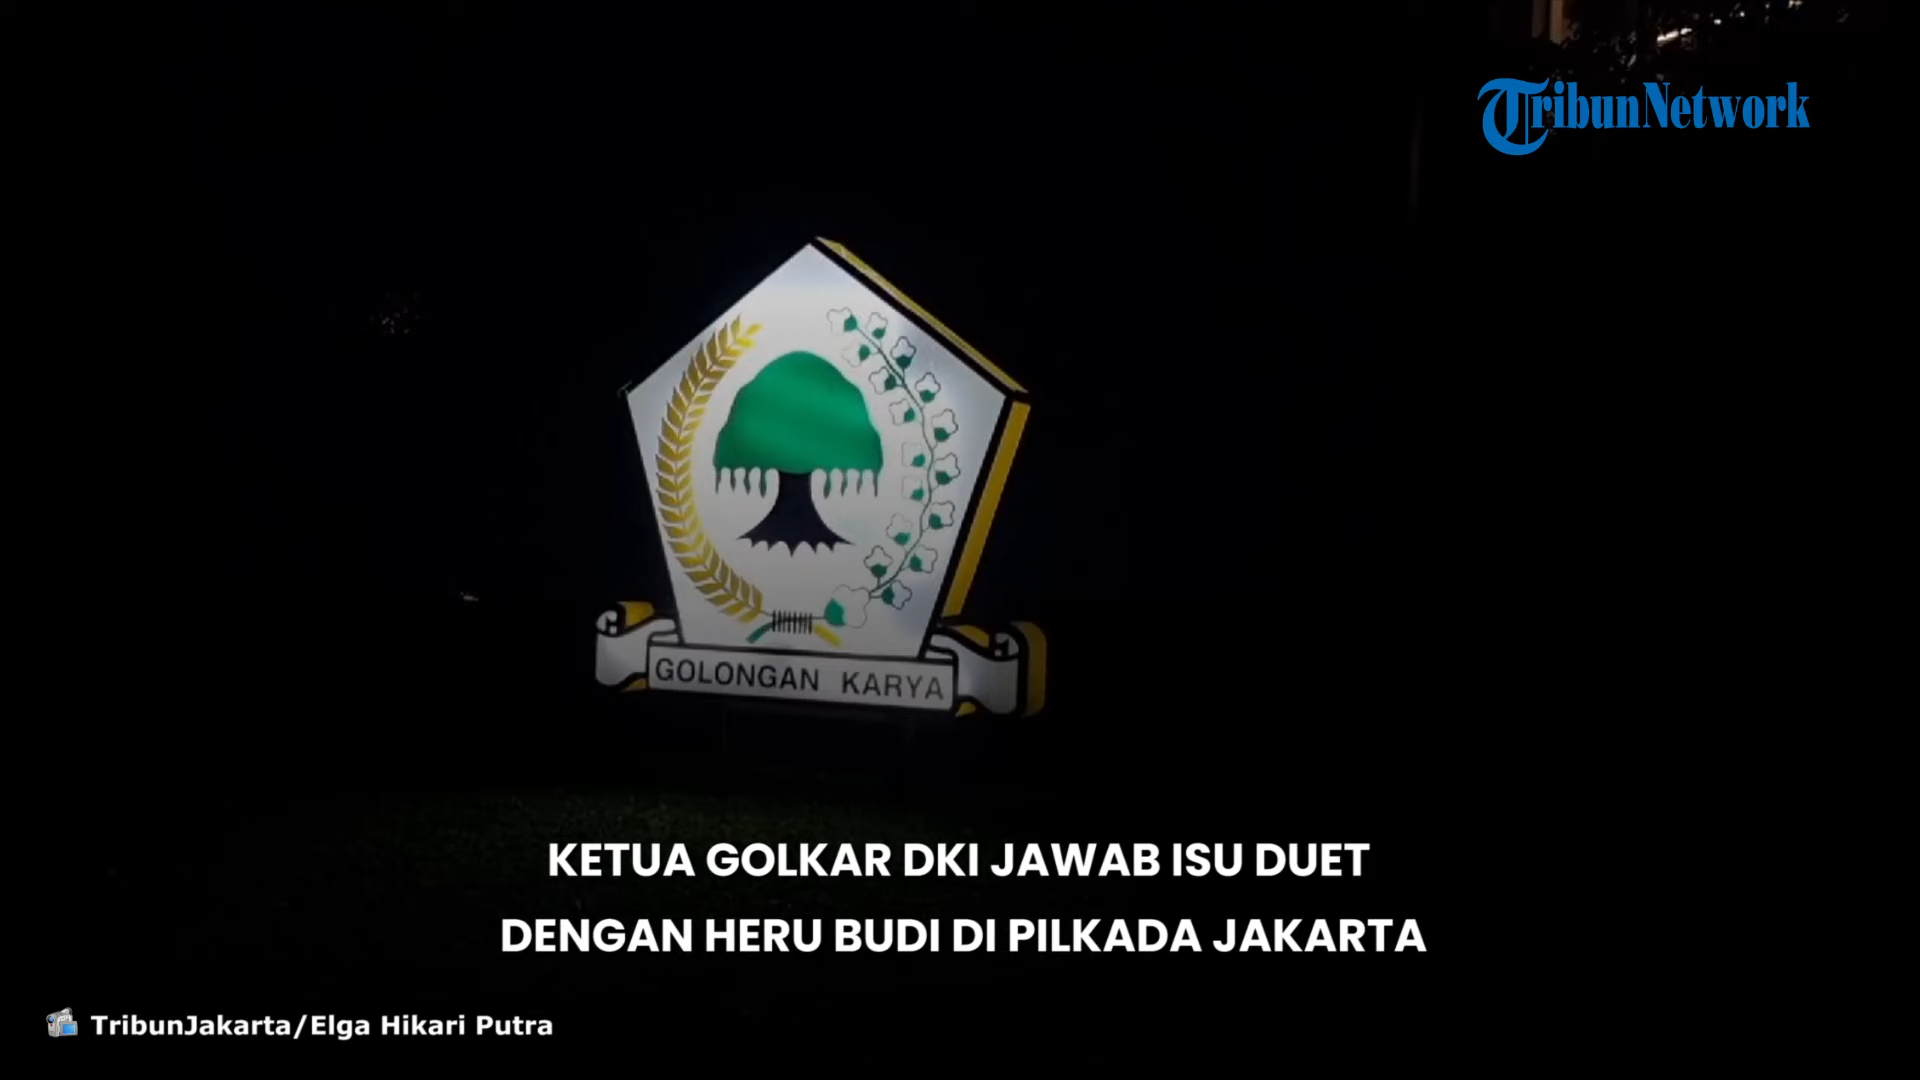 TribunNetwork
GOLONGAN KARYA
KETUA GOLKAR DKI JAWAB ISU DUET
DENGAN HERU BUDI DI PILKADA JAKARTA
TribunJakarta/Elga Hikari Putra